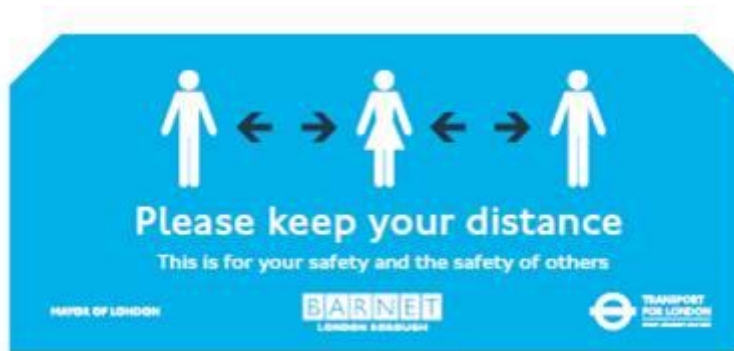 Please keep your distance
This is for your safety and the safety of others
MAYOR OF LONDON
BARNET
LONDON BOROUGH
TRANSPORT
FOR LONDON